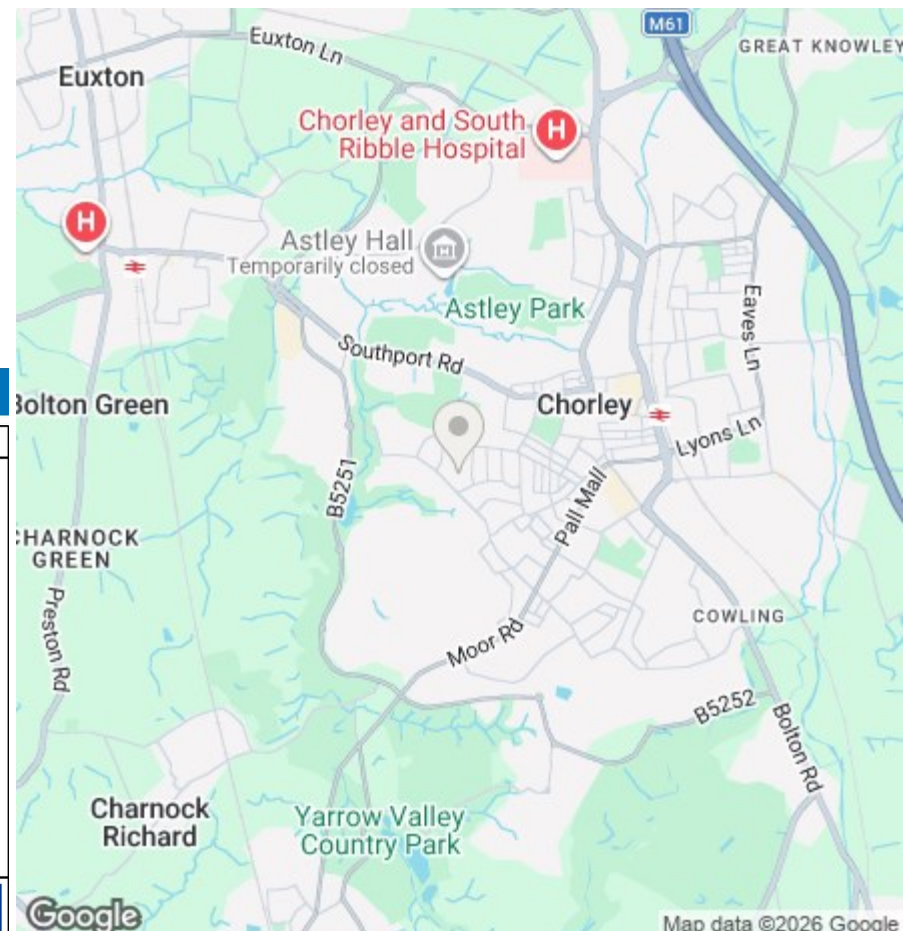 M61
GREAT KNOWLEY
Euxton Ln
Euxton
Chorley and South
Ribble Hospital
H
H
Astley Hall
Temporarily closed
Astley Park
Eaves Ln
Southport Rd
Bolton Green
Chorley
Lyons Ln
B5251
Pall Mall
CHARNOCK
GREEN
Preston Rd
COWLING
Moor Rd
B5252
Bolton Rd
Charnock
Richard
Yarrow Valley
Country Park
Google
Map data ©2026 Google